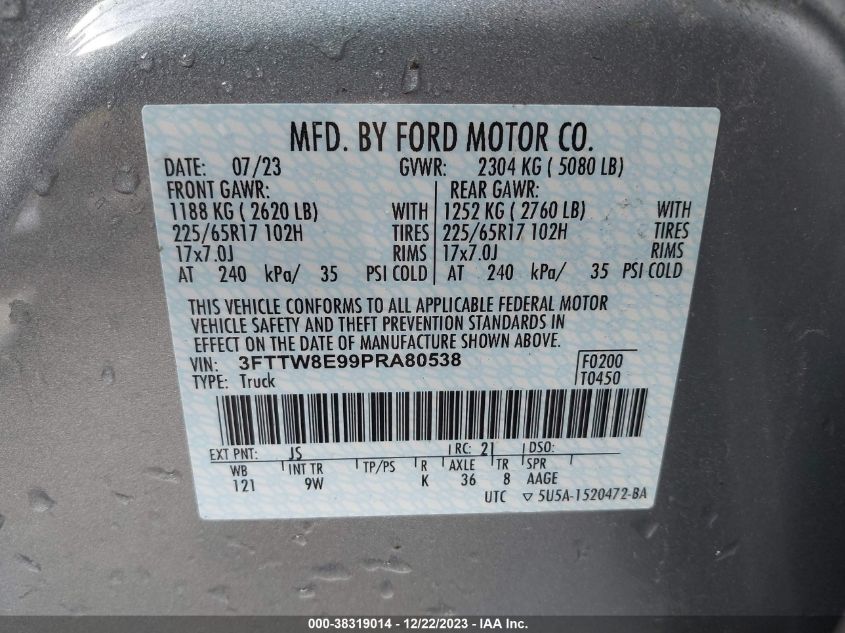 MFD. BY FORD MOTOR CO.
DATE: 07/23 GVWR: 2304 KG ( 5080 LB)
FRONT GAWR: REAR GAWR:
1188 KG ( 2620 LB) WITH 1252 KG ( 2760 LB) WITH
225/65R17 102H TIRES 225/65R17 102H TIRES
17x7.0J RIMS 17x7.0J RIMS
AT 240 kPa/ 35 PSI COLD AT 240 kPa/ 35 PSI COLD
THIS VEHICLE CONFORMS TO ALL APPLICABLE FEDERAL MOTOR
VEHICLE SAFETY AND THEFT PREVENTION STANDARDS IN
EFFECT ON THE DATE OF MANUFACTURE SHOWN ABOVE.
VIN: 3FTTW8E99PRA80538 F0200
TYPE: Truck T0450
EXT PNT: JS RC: 21 DSO:
WB INT TR TP/PS R AXLE TR SPR
121 9W K 36 8 AAGE
UTC ▽ 5U5A-1520472-BA
000-38319014 - 12/22/2023 - IAA Inc.